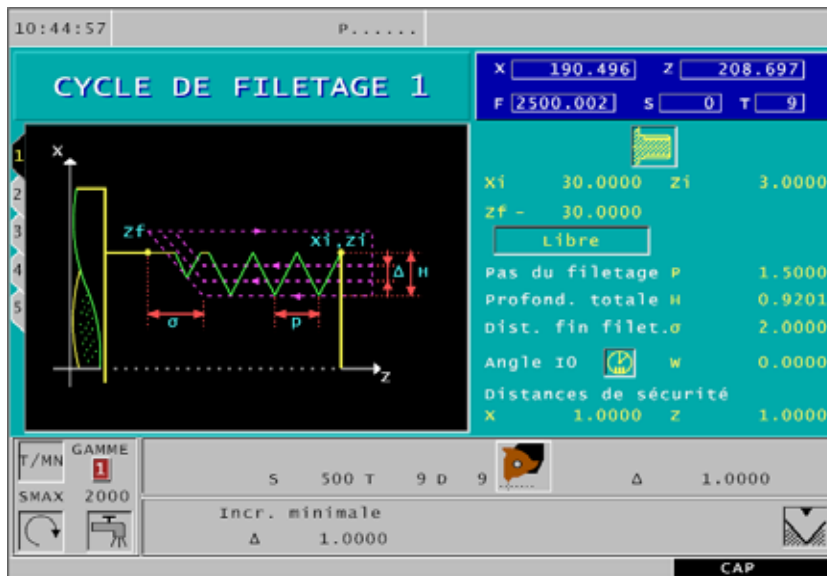 10:44:57 P......
CYCLE DE FILETAGE 1
X 190.496 Z 208.697
F 2500.002 S 0 T 9
1
2
3
4
5
X
Zf
Xi,Zi
Δ H
σ P
Z
Xi 30.0000 Zi 3.0000
Zf - 30.0000
Libre
Pas du filetage P 1.5000
Profond. totale H 0.9201
Dist. fin filet.σ 2.0000
Angle IO W 0.0000
Distances de sécurité
X 1.0000 Z 1.0000
T/MN GAMME
1
SMAX 2000
S 500 T 9 D 9 Δ 1.0000
Incr. minimale
Δ 1.0000
CAP